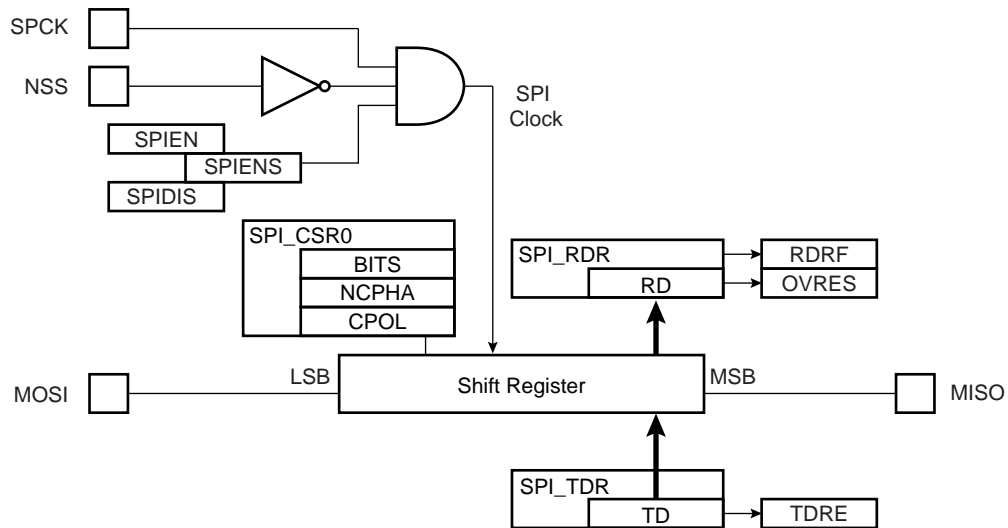 SPCK
NSS
SPI
Clock
SPIEN
SPIENS
SPIDIS
SPI_CSR0
BITS
NCPHA
CPOL
SPI_RDR
RD
RDRF
OVRES
MOSI
LSB
Shift Register
MSB
MISO
SPI_TDR
TD
TDRE